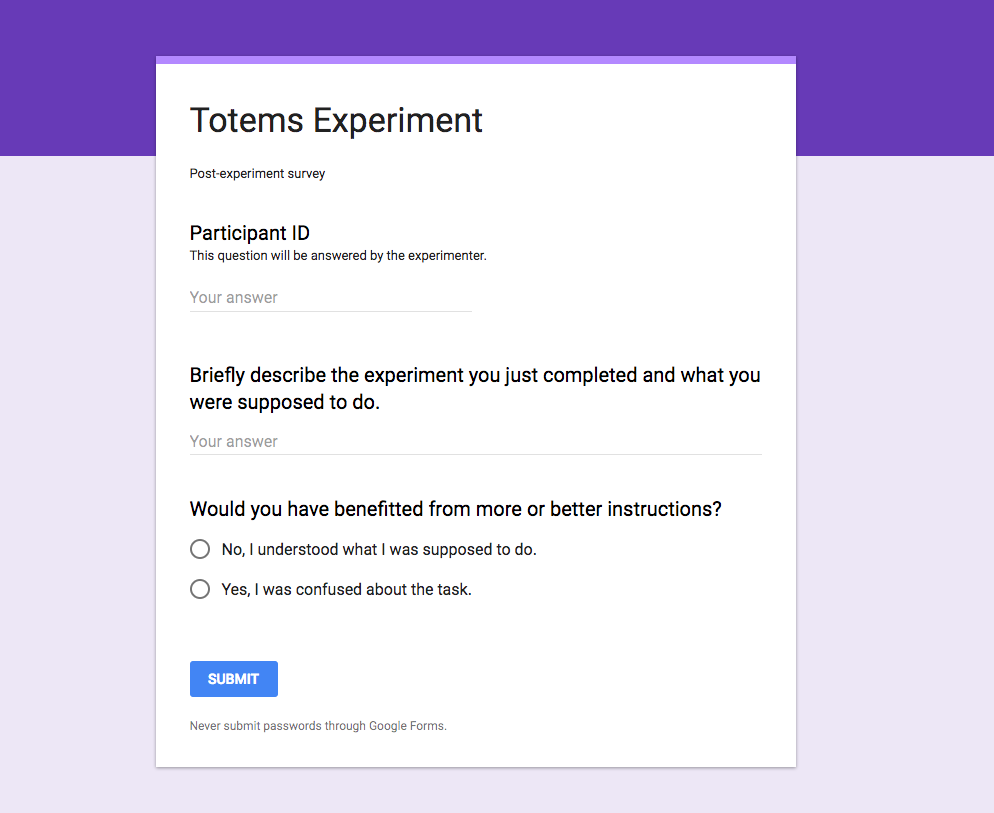 Totems Experiment
Post-experiment survey
Participant ID
This question will be answered by the experimenter.
Your answer
Briefly describe the experiment you just completed and what you
were supposed to do.
Your answer
Would you have benefitted from more or better instructions?
No, I understood what I was supposed to do.
Yes, I was confused about the task.
SUBMIT
Never submit passwords through Google Forms.